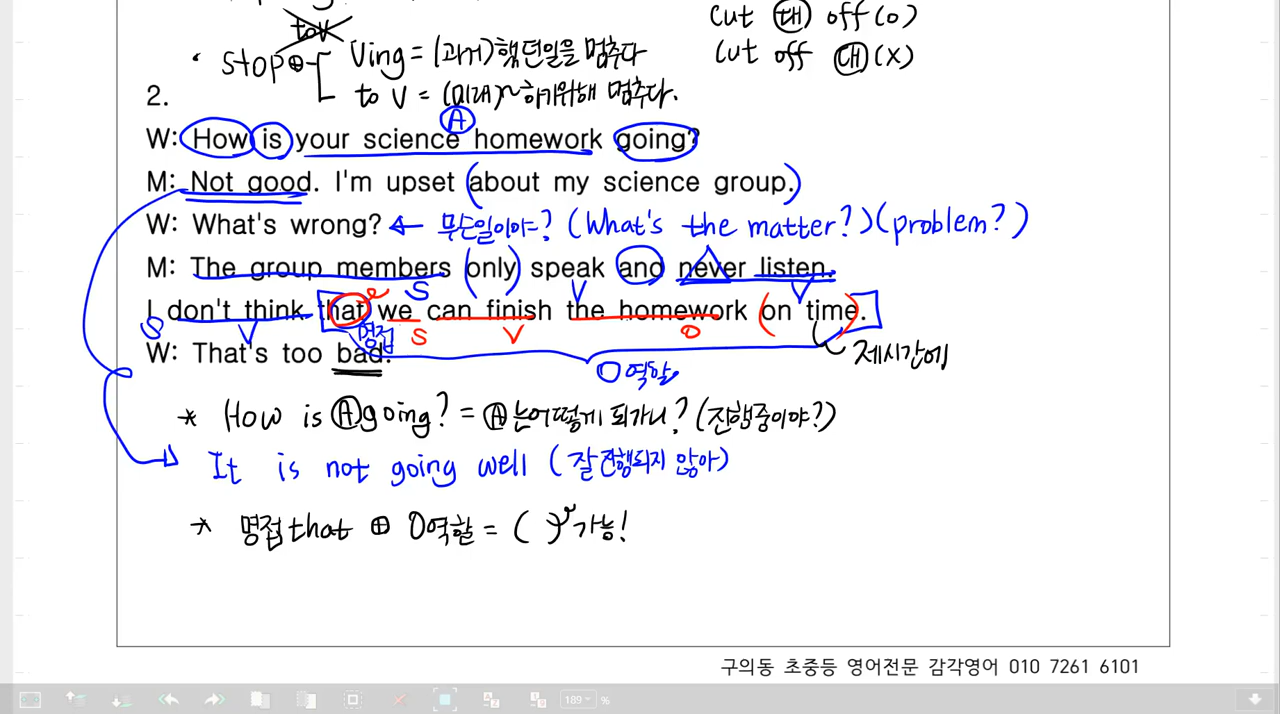 cut 대 off (o)
toV
• stop ⊕ Ving = (과거) 했던일을 멈추다
cut off 대 (X)
to V = (미래) ~하기위해 멈추다.
2.
A
W: How is your science homework going?
M: Not good. I'm upset (about my science group.)
W: What's wrong? ← 무슨일이야? (What's the matter?) (problem?)
M: The group members (only) speak and never listen.
S V V
I don't think that we can finish the homework (on time).
S V 명접 S V O
W: That's too bad. 제시간에
O 역할
* How is Ⓐ going? = Ⓐ는 어떻게 되가니? (진행중이야?)
It is not going well (잘 진행되지 않아)
* 명접 that ⊕ O역할 = ( ) 가능!
구의동 초중등 영어전문 감각영어 010 7261 6101
189 %